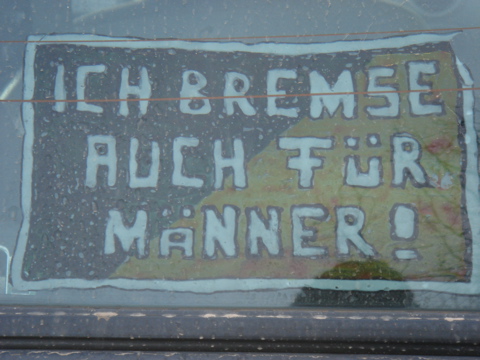 ICH BREMSE
AUCH FÜR
MÄNNER!